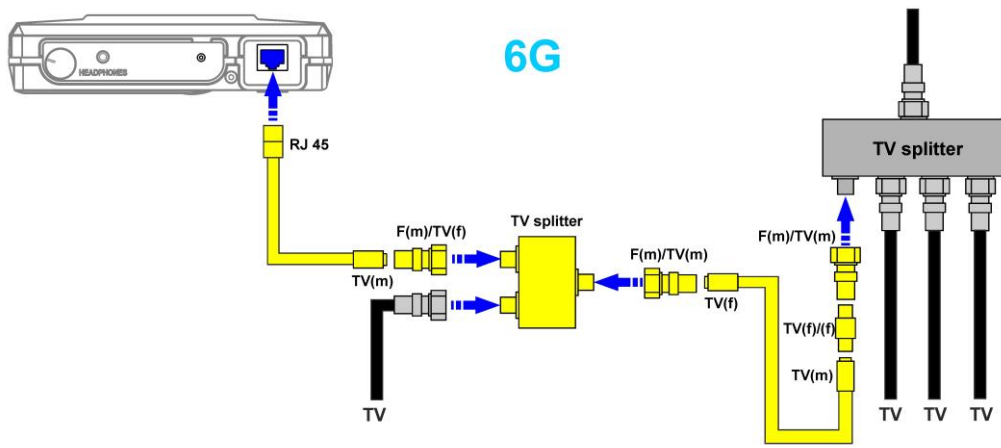 6G
HEADPHONES
RJ 45
TV splitter
TV splitter
F(m)/TV(f)
F(m)/TV(m)
F(m)/TV(m)
TV(m)
TV(f)
TV(f)/(f)
TV(m)
TV
TV
TV
TV